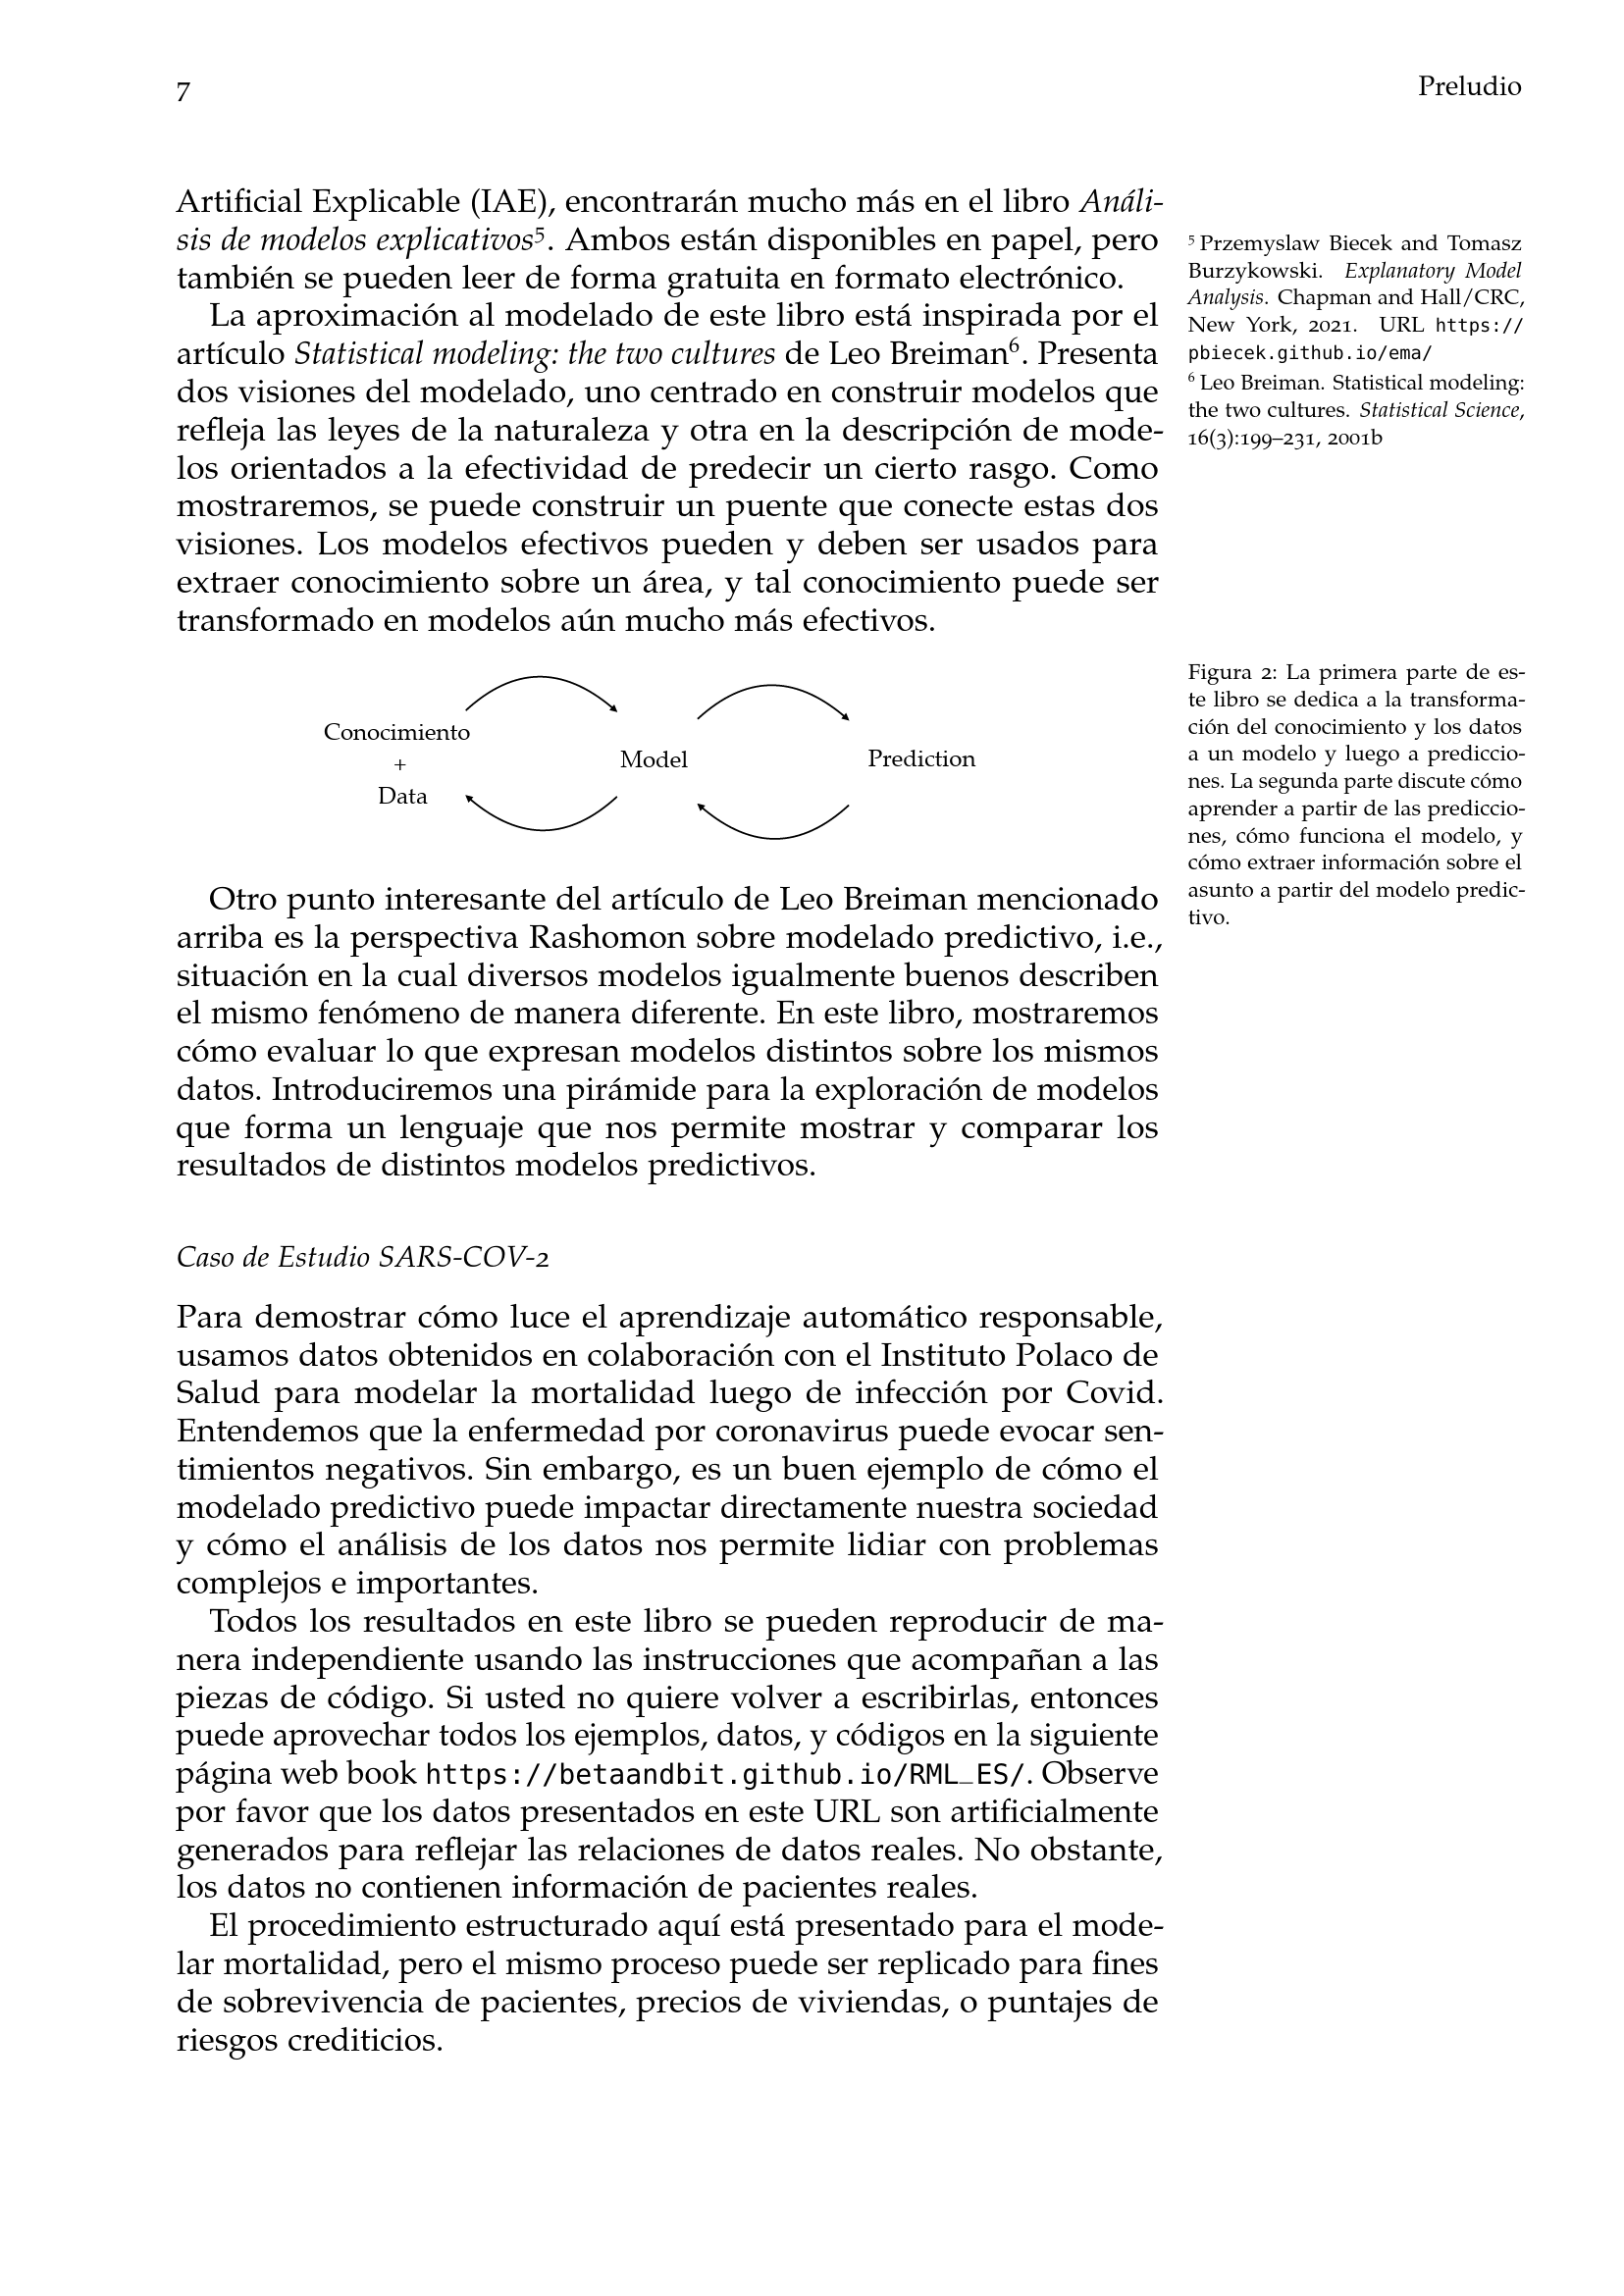 7
Preludio
Artificial Explicable (IAE), encontrarán mucho más en el libro Análi-
sis de modelos explicativos5. Ambos están disponibles en papel, pero
también se pueden leer de forma gratuita en formato electrónico.
La aproximación al modelado de este libro está inspirada por el
artículo Statistical modeling: the two cultures de Leo Breiman6. Presenta
dos visiones del modelado, uno centrado en construir modelos que
refleja las leyes de la naturaleza y otra en la descripción de mode-
los orientados a la efectividad de predecir un cierto rasgo. Como
mostraremos, se puede construir un puente que conecte estas dos
visiones. Los modelos efectivos pueden y deben ser usados para
extraer conocimiento sobre un área, y tal conocimiento puede ser
transformado en modelos aún mucho más efectivos.
5 Przemyslaw Biecek and Tomasz
Burzykowski. Explanatory Model
Analysis. Chapman and Hall/CRC,
New York, 2021. URL https://
pbiecek.github.io/ema/
6 Leo Breiman. Statistical modeling:
the two cultures. Statistical Science,
16(3):199–231, 2001b
Conocimiento
+
Data
Model
Prediction
Figura 2: La primera parte de es-
te libro se dedica a la transforma-
ción del conocimiento y los datos
a un modelo y luego a prediccio-
nes. La segunda parte discute cómo
aprender a partir de las prediccio-
nes, cómo funciona el modelo, y
cómo extraer información sobre el
asunto a partir del modelo predic-
tivo.
Otro punto interesante del artículo de Leo Breiman mencionado
arriba es la perspectiva Rashomon sobre modelado predictivo, i.e.,
situación en la cual diversos modelos igualmente buenos describen
el mismo fenómeno de manera diferente. En este libro, mostraremos
cómo evaluar lo que expresan modelos distintos sobre los mismos
datos. Introduciremos una pirámide para la exploración de modelos
que forma un lenguaje que nos permite mostrar y comparar los
resultados de distintos modelos predictivos.
Caso de Estudio SARS-COV-2
Para demostrar cómo luce el aprendizaje automático responsable,
usamos datos obtenidos en colaboración con el Instituto Polaco de
Salud para modelar la mortalidad luego de infección por Covid.
Entendemos que la enfermedad por coronavirus puede evocar sen-
timientos negativos. Sin embargo, es un buen ejemplo de cómo el
modelado predictivo puede impactar directamente nuestra sociedad
y cómo el análisis de los datos nos permite lidiar con problemas
complejos e importantes.
Todos los resultados en este libro se pueden reproducir de ma-
nera independiente usando las instrucciones que acompañan a las
piezas de código. Si usted no quiere volver a escribirlas, entonces
puede aprovechar todos los ejemplos, datos, y códigos en la siguiente
página web book https://betaandbit.github.io/RML_ES/. Observe
por favor que los datos presentados en este URL son artificialmente
generados para reflejar las relaciones de datos reales. No obstante,
los datos no contienen información de pacientes reales.
El procedimiento estructurado aquí está presentado para el mode-
lar mortalidad, pero el mismo proceso puede ser replicado para fines
de sobrevivencia de pacientes, precios de viviendas, o puntajes de
riesgos crediticios.